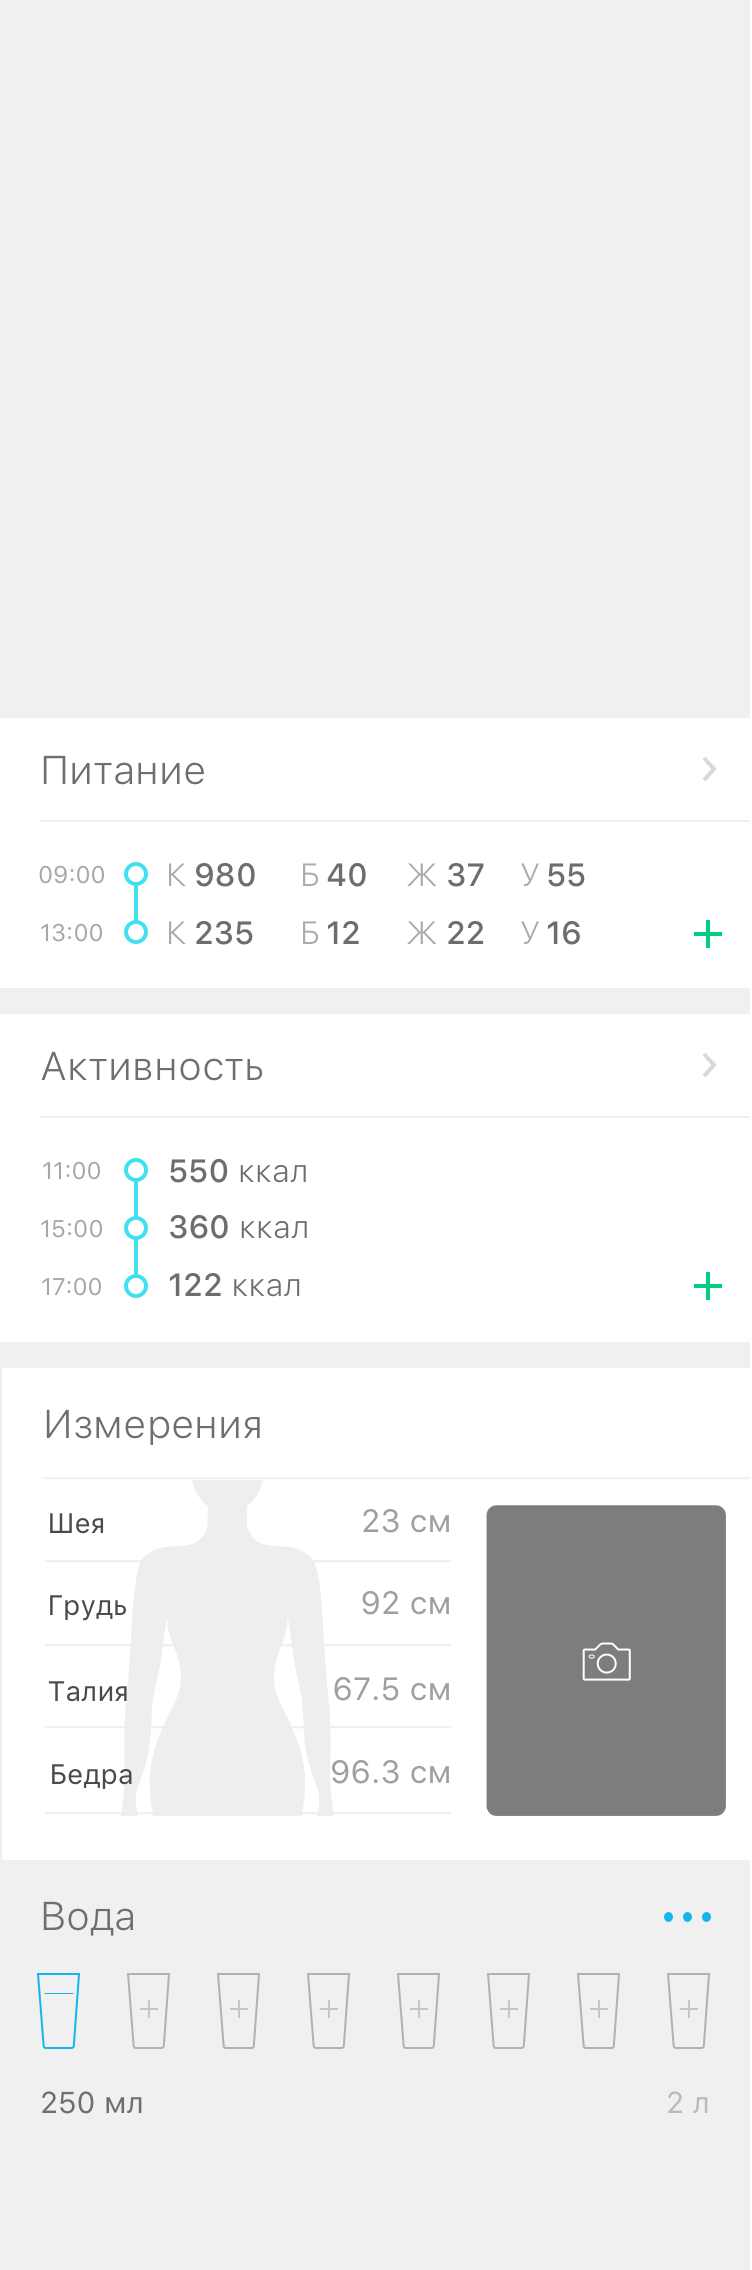 Питание
09:00 К 980 Б 40 Ж 37 У 55
13:00 К 235 Б 12 Ж 22 У 16
Активность
11:00 550 ккал
15:00 360 ккал
17:00 122 ккал
Измерения
Шея 23 см
Грудь 92 см
Талия 67.5 см
Бедра 96.3 см
Вода
250 мл 2 л